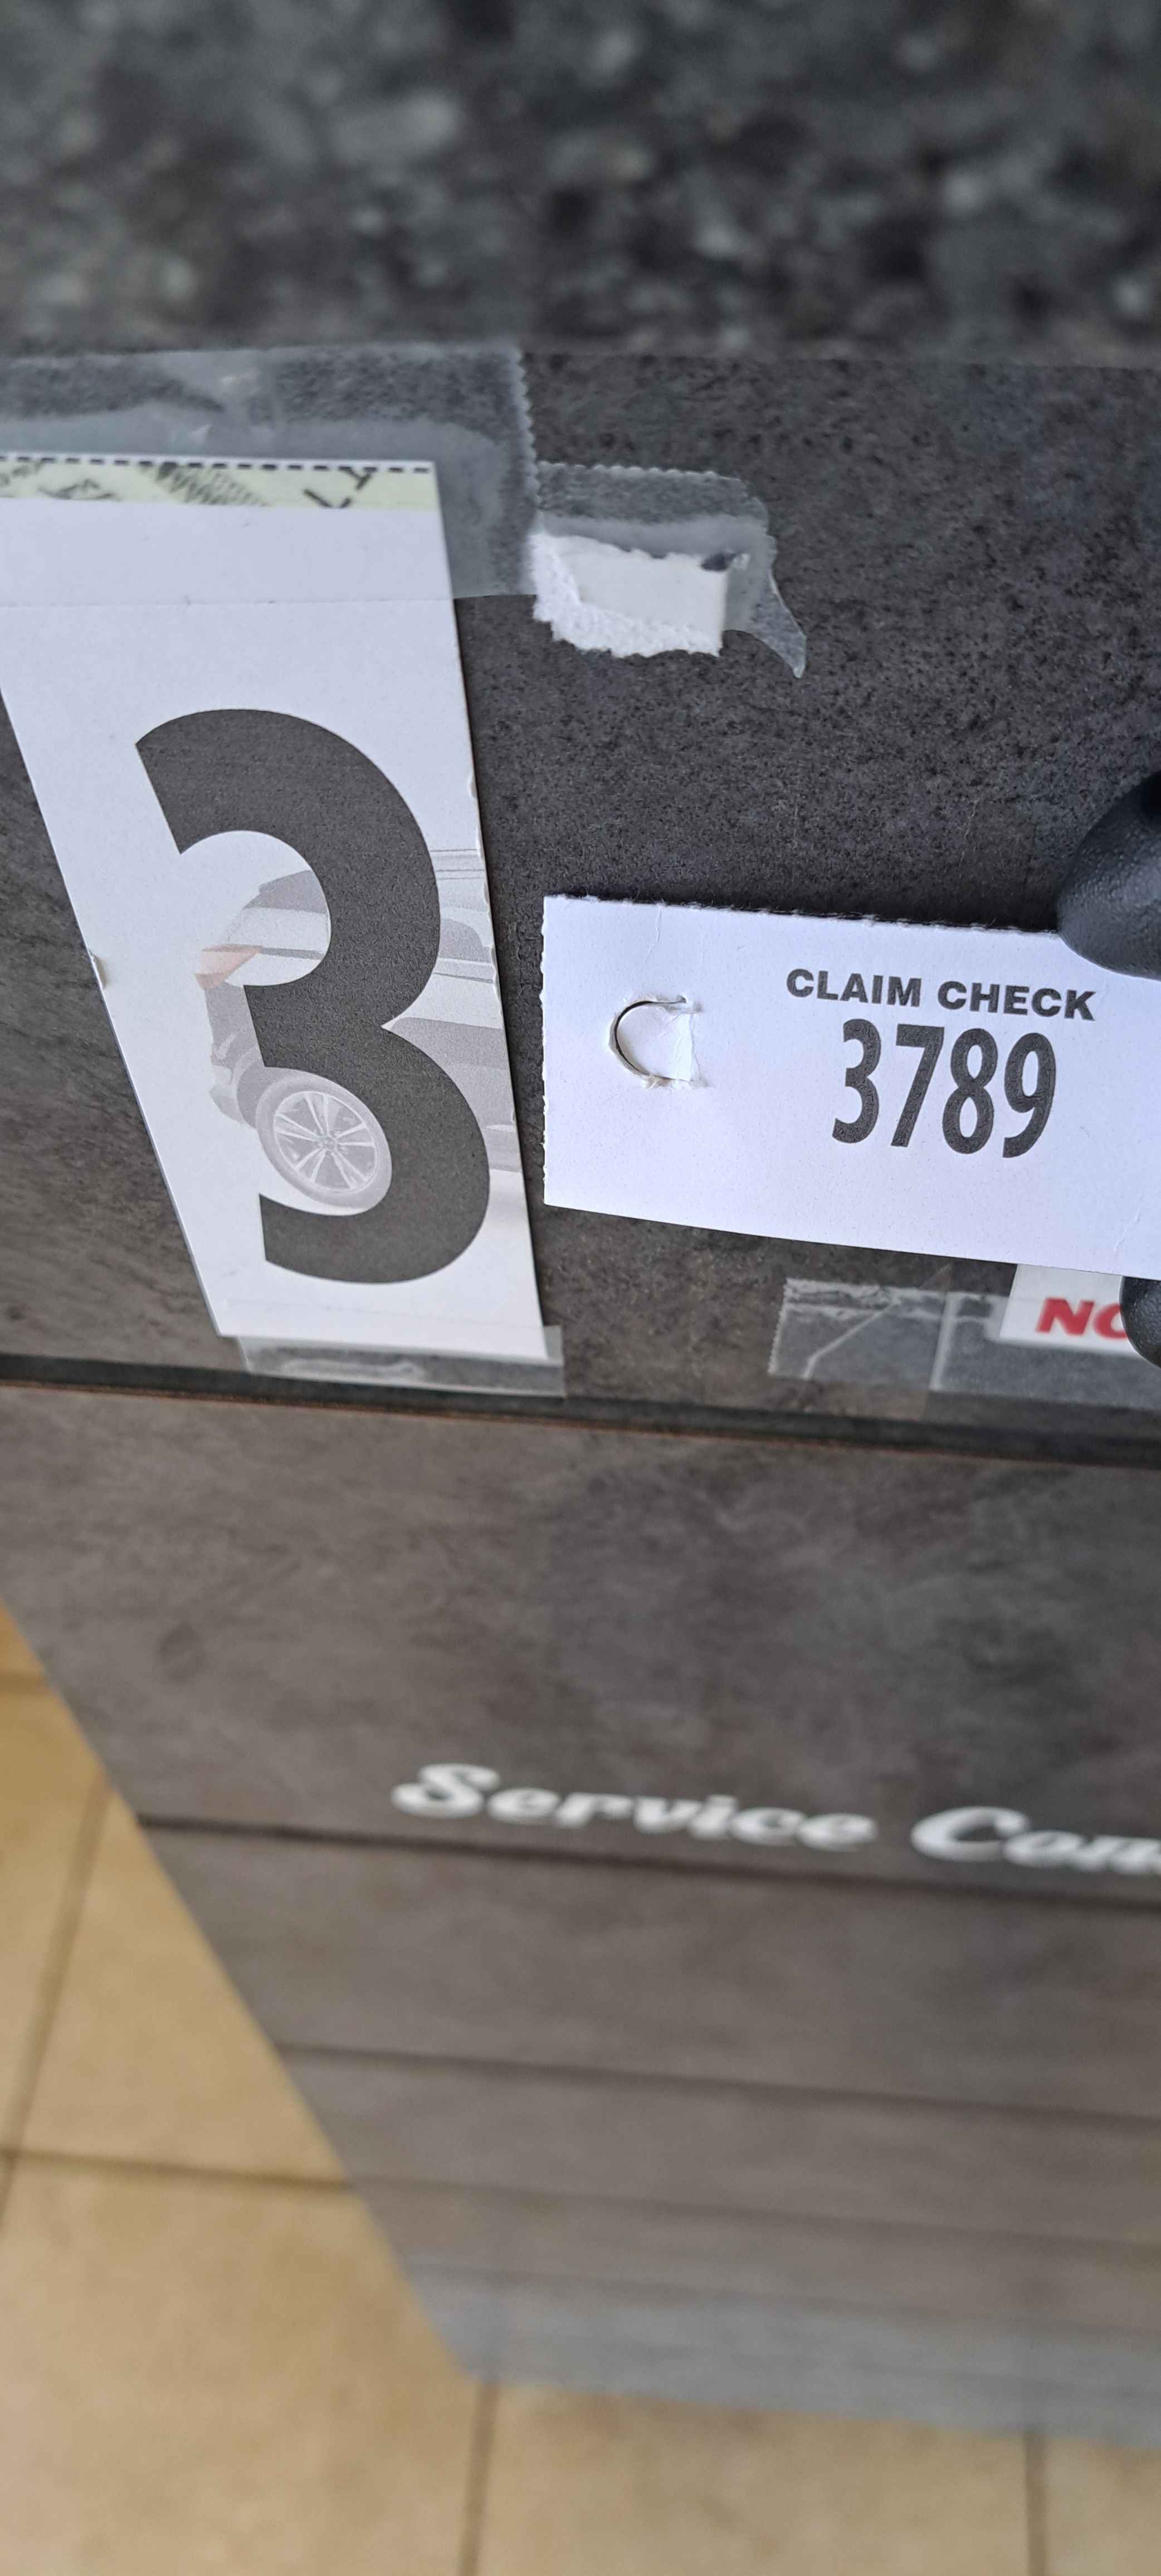 3
CLAIM CHECK
3789
NO
Service Con